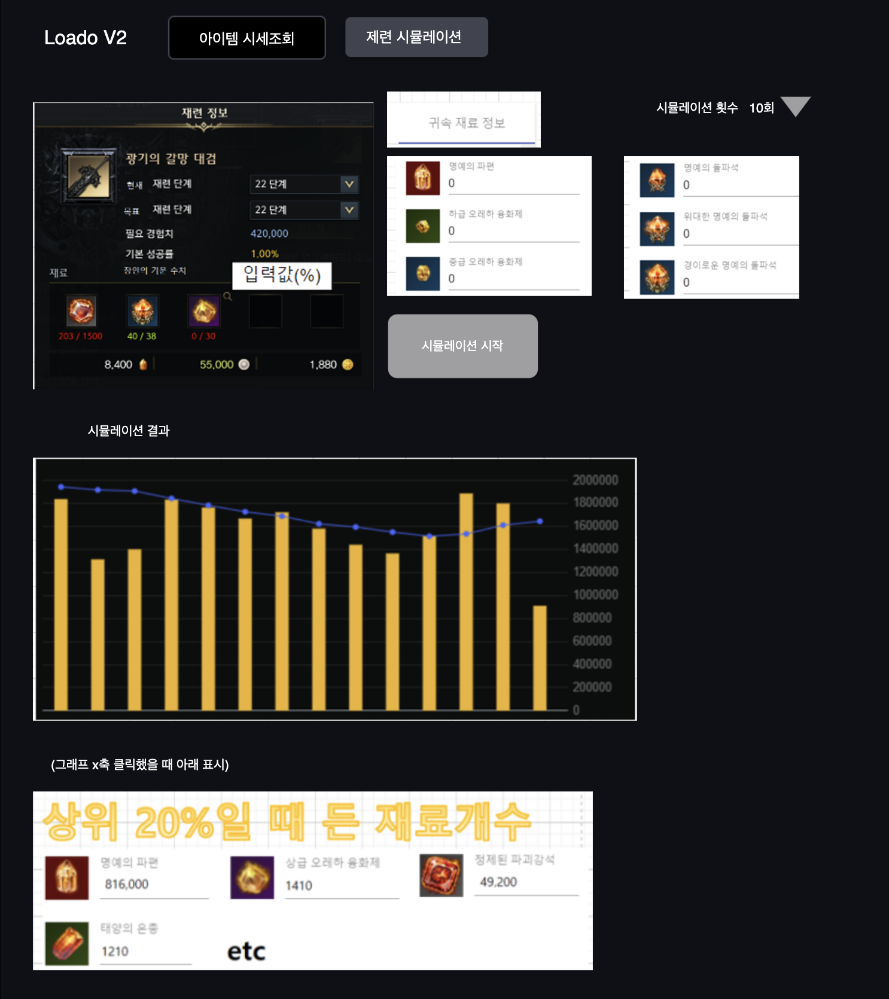 Loado V2
아이템 시세조회
제련 시뮬레이션
재련 정보
광기의 갈망 대검
현재 재련 단계 22 단계
목표 재련 단계 22 단계
필요 경험치 420,000
기본 성공률 1.00%
장인의 기운 수치 입력값(%)
재료
203 / 1500 40 / 38 0 / 30
8,400 55,000 1,880
귀속 재료 정보
시뮬레이션 횟수 10회
명예의 파편
0
하급 오레하 융화제
0
중급 오레하 융화제
0
명예의 돌파석
0
위대한 명예의 돌파석
0
경이로운 명예의 돌파석
0
시뮬레이션 시작
시뮬레이션 결과
2000000
1800000
1600000
1400000
1200000
1000000
800000
600000
400000
200000
0
(그래프 x축 클릭했을 때 아래 표시)
상위 20%일 때 든 재료개수
명예의 파편
816,000
상급 오레하 융화제
1410
정제된 파괴강석
49,200
태양의 은총
1210
etc